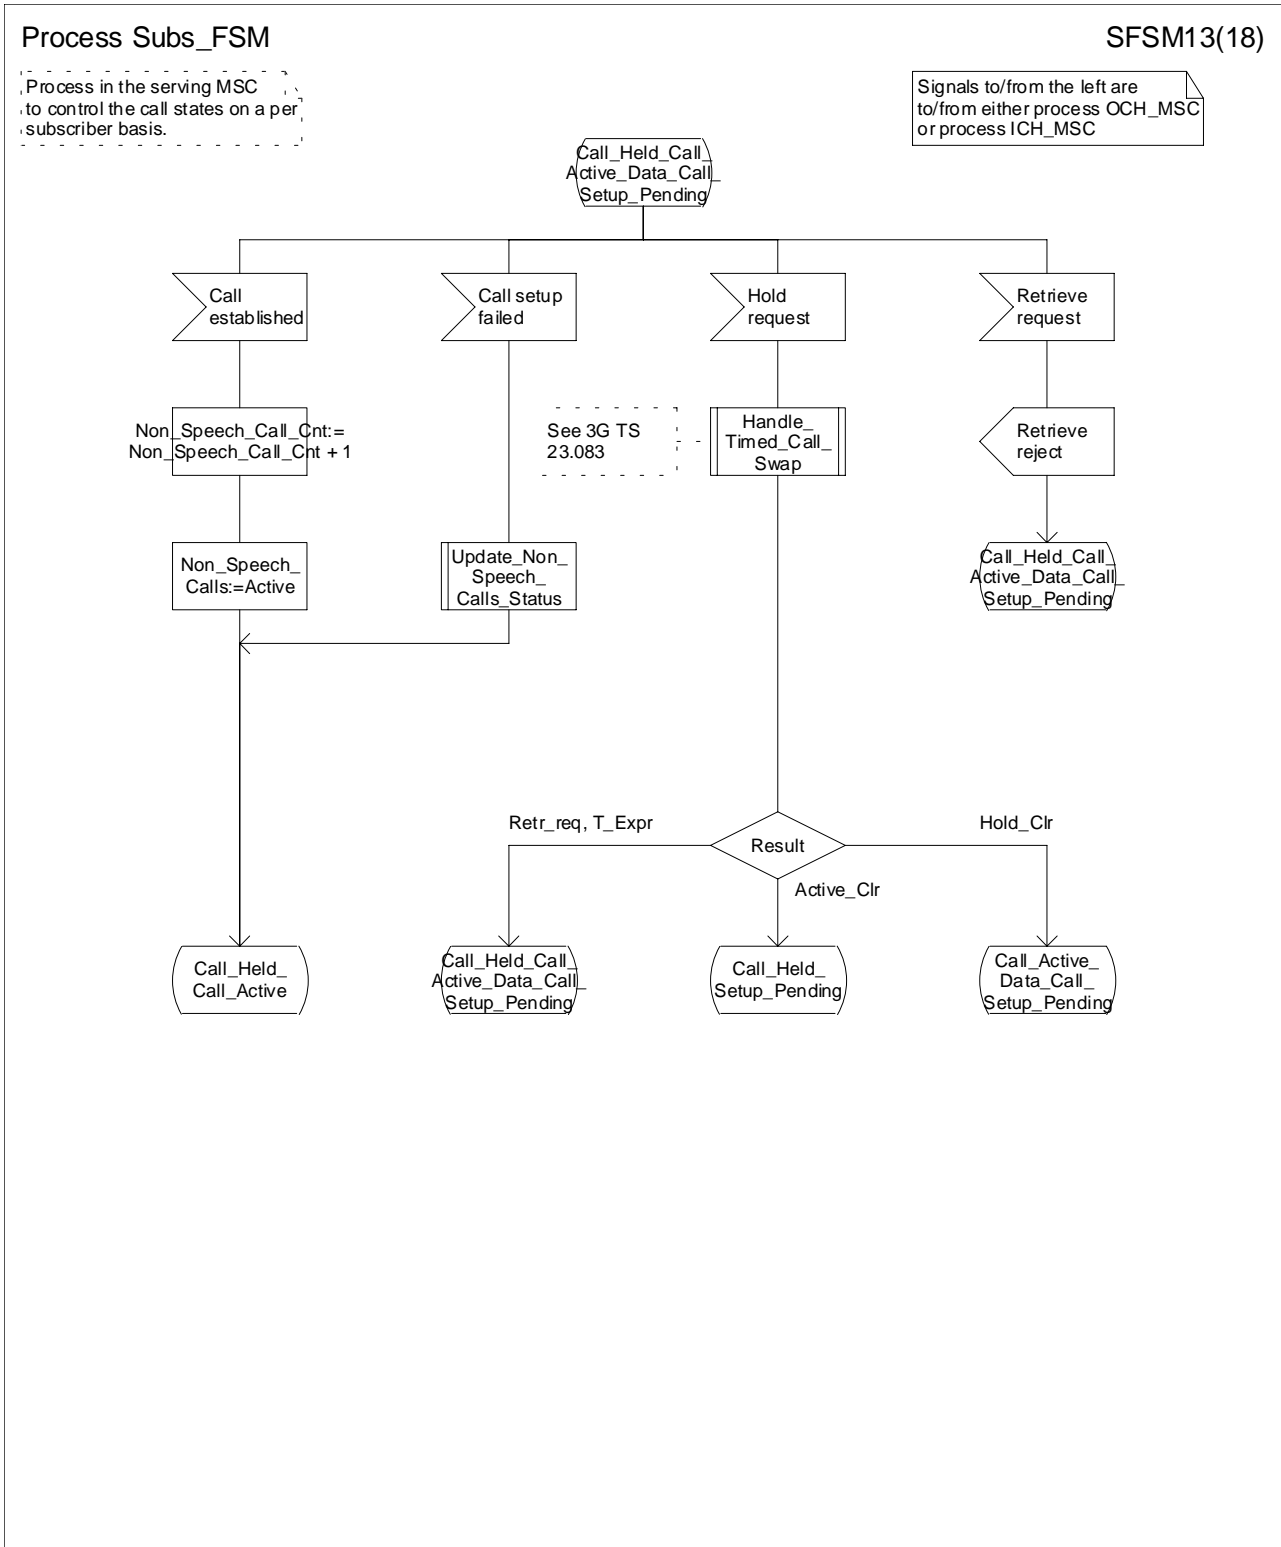 Process Subs_FSM
SFSM13(18)
Process in the serving MSC
to control the call states on a per
subscriber basis.
Signals to/from the left are
to/from either process OCH_MSC
or process ICH_MSC
Call_Held_Call_
Active_Data_Call_
Setup_Pending
Call
established
Call setup
failed
Hold
request
Retrieve
request
Non_Speech_Call_Cnt:=
Non_Speech_Call_Cnt + 1
See 3G TS
23.083
Handle_
Timed_Call_
Swap
Retrieve
reject
Non_Speech_
Calls:=Active
Update_Non_
Speech_
Calls_Status
Call_Held_Call_
Active_Data_Call_
Setup_Pending
Retr_req, T_Expr
Result
Hold_Clr
Active_Clr
Call_Held_
Call_Active
Call_Held_Call_
Active_Data_Call_
Setup_Pending
Call_Held_
Setup_Pending
Call_Active_
Data_Call_
Setup_Pending